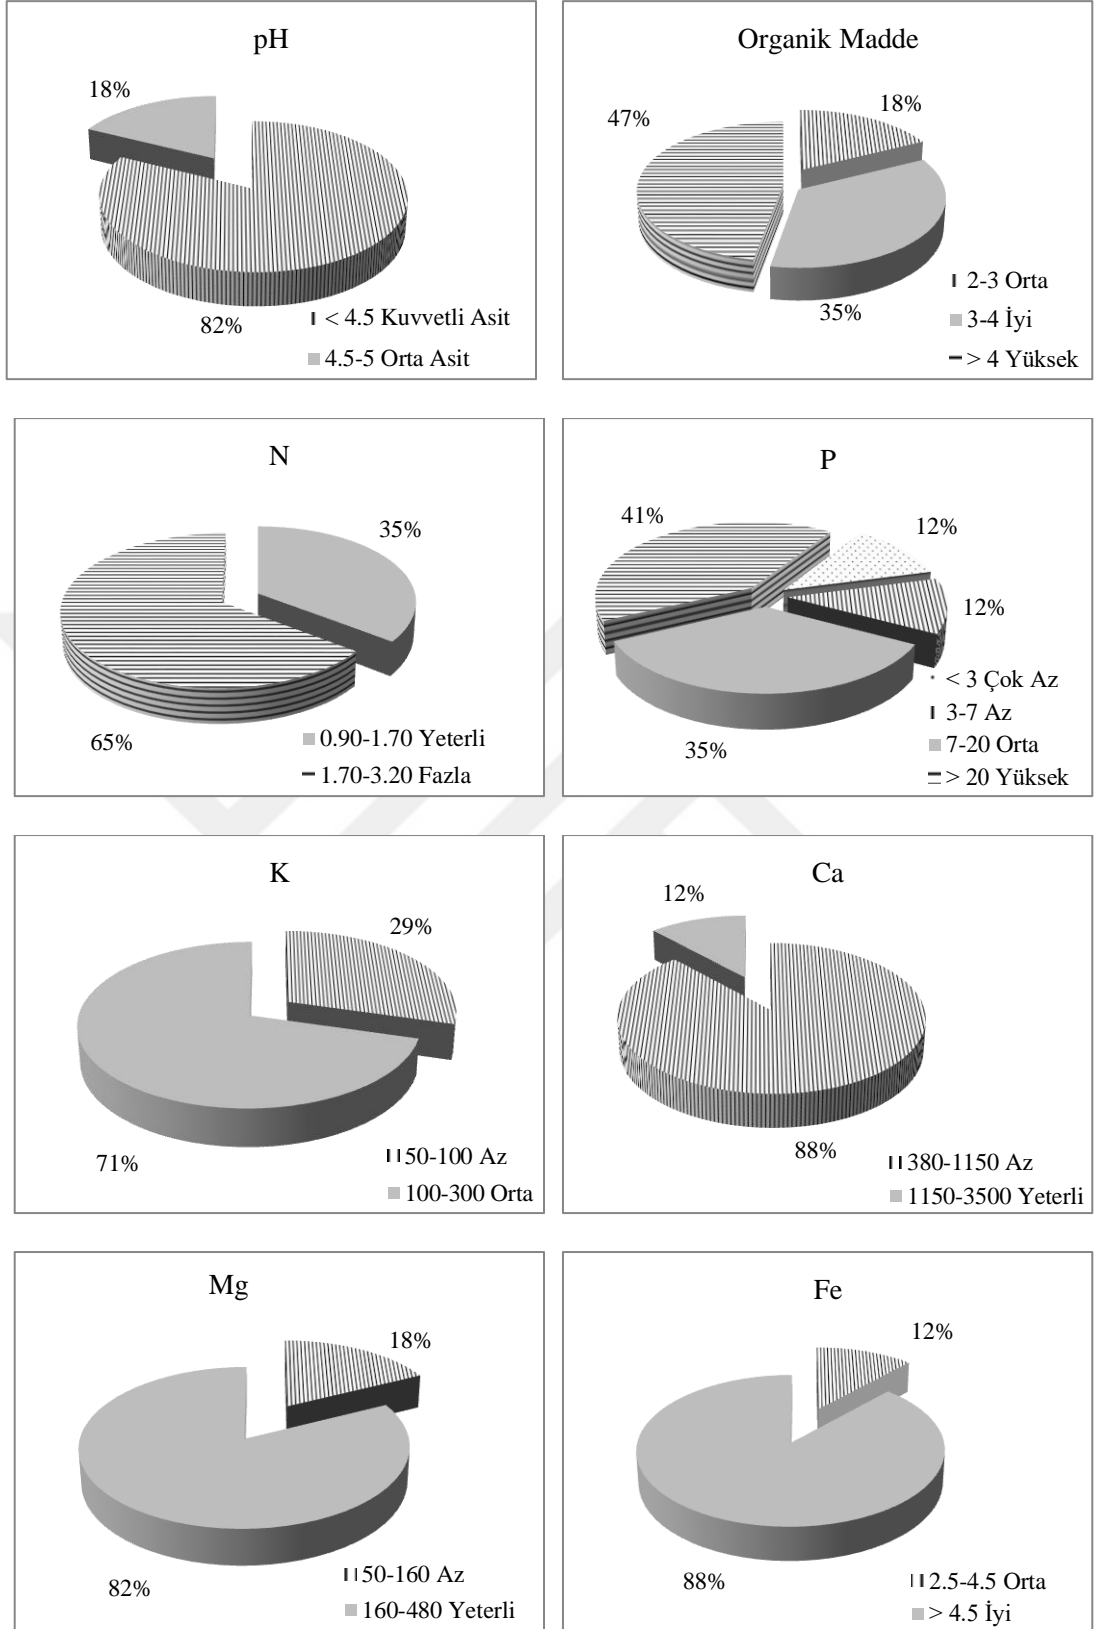 pH
18%
82%
< 4.5 Kuvvetli Asit
4.5-5 Orta Asit
Organik Madde
47%
18%
35%
2-3 Orta
3-4 İyi
> 4 Yüksek
N
35%
65%
0.90-1.70 Yeterli
1.70-3.20 Fazla
P
41%
12%
12%
35%
< 3 Çok Az
3-7 Az
7-20 Orta
> 20 Yüksek
K
29%
71%
50-100 Az
100-300 Orta
Ca
12%
88%
380-1150 Az
1150-3500 Yeterli
Mg
18%
82%
50-160 Az
160-480 Yeterli
Fe
12%
88%
2.5-4.5 Orta
> 4.5 İyi